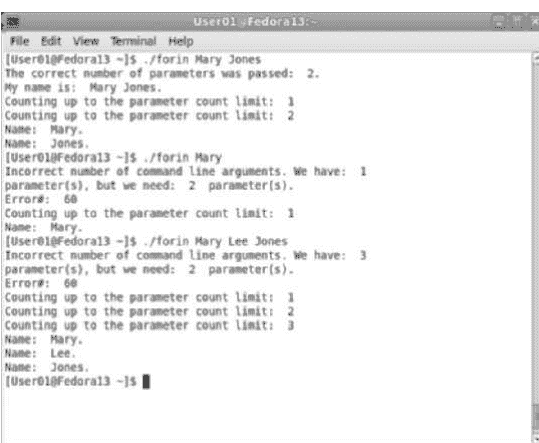 User01@Fedora13:~
File Edit View Terminal Help
[User01@Fedora13 ~]$ ./forin Mary Jones
The correct number of parameters was passed: 2.
My name is: Mary Jones.
Counting up to the parameter count limit: 1
Counting up to the parameter count limit: 2
Name: Mary.
Name: Jones.
[User01@Fedora13 ~]$ ./forin Mary
Incorrect number of command line arguments. We have: 1
parameter(s), but we need: 2 parameter(s).
Error#: 60
Counting up to the parameter count limit: 1
Name: Mary.
[User01@Fedora13 ~]$ ./forin Mary Lee Jones
Incorrect number of command line arguments. We have: 3
parameter(s), but we need: 2 parameter(s).
Error#: 60
Counting up to the parameter count limit: 1
Counting up to the parameter count limit: 2
Counting up to the parameter count limit: 3
Name: Mary.
Name: Lee.
Name: Jones.
[User01@Fedora13 ~]$